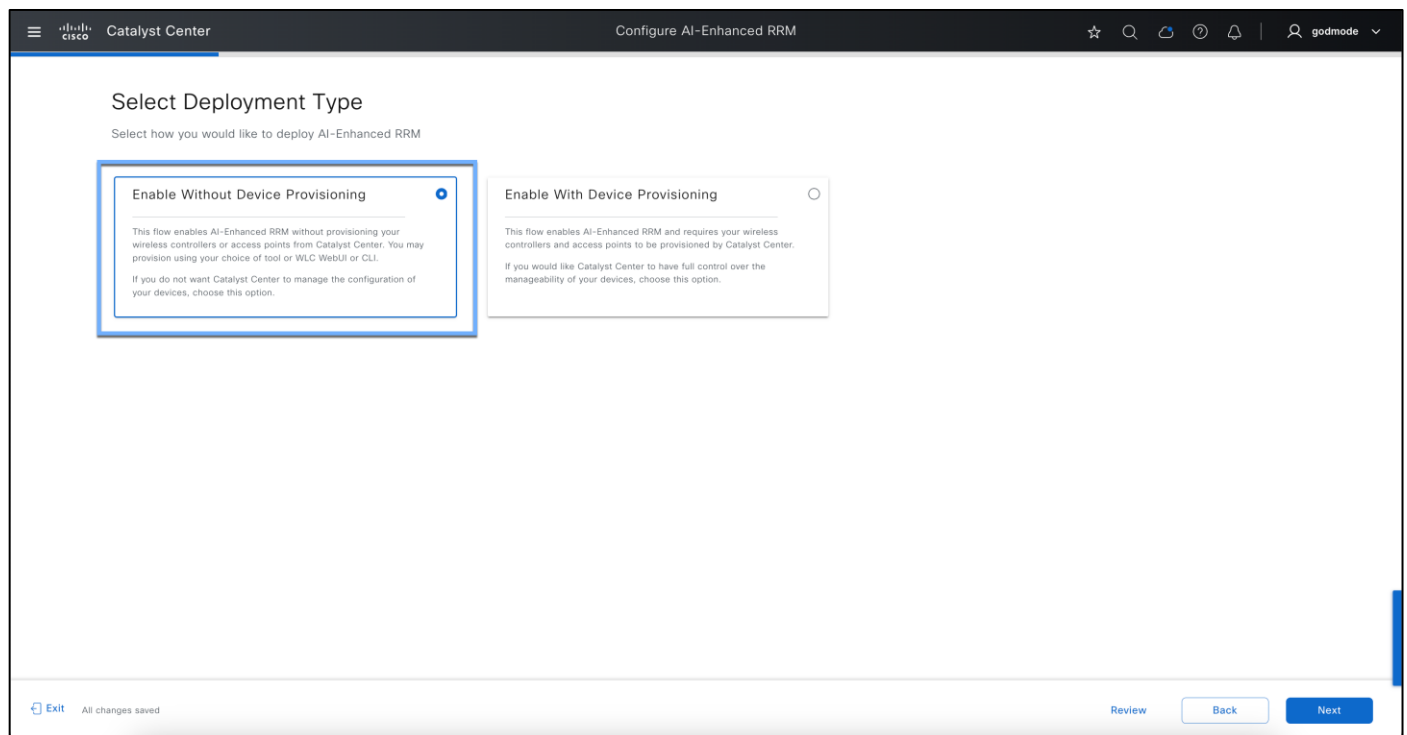 cisco Catalyst Center
Configure AI-Enhanced RRM
godmode
Select Deployment Type
Select how you would like to deploy AI-Enhanced RRM
Enable Without Device Provisioning
This flow enables AI-Enhanced RRM without provisioning your
wireless controllers or access points from Catalyst Center. You may
provision using your choice of tool or WLC WebUI or CLI.
If you do not want Catalyst Center to manage the configuration of
your devices, choose this option.
Enable With Device Provisioning
This flow enables AI-Enhanced RRM and requires your wireless
controllers and access points to be provisioned by Catalyst Center.
If you would like Catalyst Center to have full control over the
manageability of your devices, choose this option.
Exit
All changes saved
Review
Back
Next